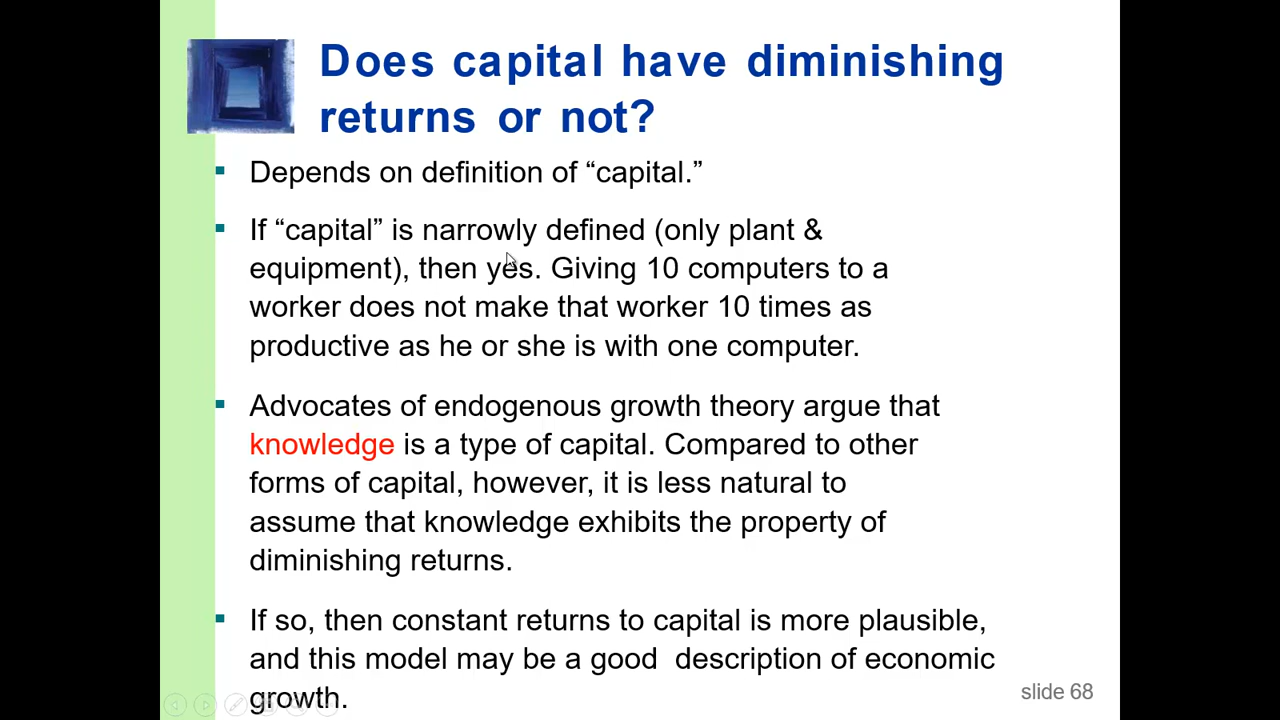 Does capital have diminishing
returns or not?
▪ Depends on definition of “capital.”
▪ If “capital” is narrowly defined (only plant &
equipment), then yes. Giving 10 computers to a
worker does not make that worker 10 times as
productive as he or she is with one computer.
▪ Advocates of endogenous growth theory argue that
knowledge is a type of capital. Compared to other
forms of capital, however, it is less natural to
assume that knowledge exhibits the property of
diminishing returns.
▪ If so, then constant returns to capital is more plausible,
and this model may be a good  description of economic
growth.
slide 68